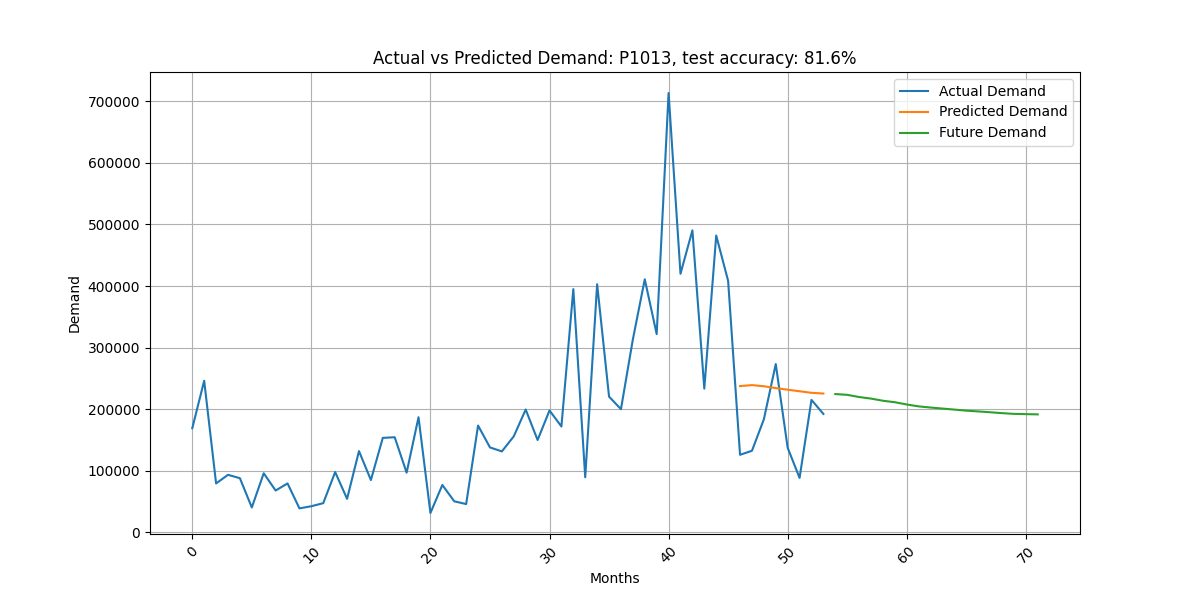 Actual vs Predicted Demand: P1013, test accuracy: 81.6%
Actual Demand
Predicted Demand
Future Demand
Demand
700000
600000
500000
400000
300000
200000
100000
0
0 10 20 30 40 50 60 70
Months